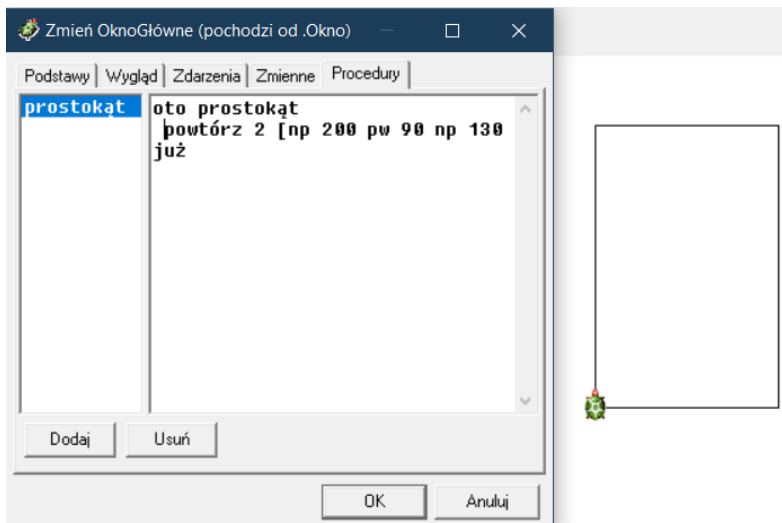 Zmień OknoGłówne (pochodzi od .Okno)
Podstawy Wygląd Zdarzenia Zmienne Procedury
prostokąt
oto prostokąt
powtórz 2 [np 200 pw 90 np 130
już
Dodaj Usuń
OK Anuluj